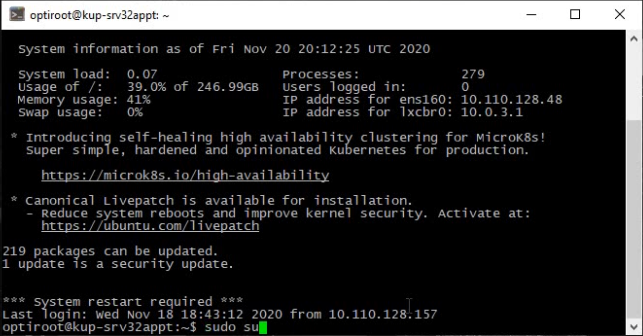 optiroot@kup-srv32appt: ~
System information as of Fri Nov 20 20:12:25 UTC 2020
System load: 0.07 Processes: 279
Usage of /: 39.0% of 246.99GB Users logged in: 0
Memory usage: 41% IP address for ens160: 10.110.128.48
Swap usage: 0% IP address for lxcbr0: 10.0.3.1
* Introducing self-healing high availability clustering for MicroK8s!
Super simple, hardened and opinionated Kubernetes for production.
https://microk8s.io/high-availability
* Canonical Livepatch is available for installation.
- Reduce system reboots and improve kernel security. Activate at:
https://ubuntu.com/livepatch
219 packages can be updated.
1 update is a security update.
*** System restart required ***
Last login: Wed Nov 18 18:43:12 2020 from 10.110.128.157
optiroot@kup-srv32appt:~$ sudo su